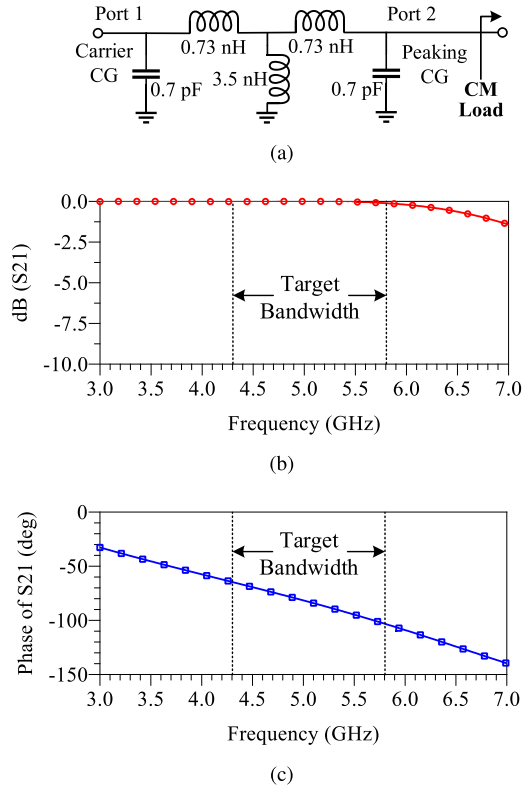 Port 1
Port 2
0.73 nH
0.73 nH
Carrier
CG
0.7 pF
3.5 nH
0.7 pF
Peaking
CG
CM
Load
(a)
dB (S21)
0.0
-2.5
-5.0
-7.5
-10.0
Target
Bandwidth
3.0 3.5 4.0 4.5 5.0 5.5 6.0 6.5 7.0
Frequency (GHz)
(b)
Phase of S21 (deg)
0
-50
-100
-150
Target
Bandwidth
3.0 3.5 4.0 4.5 5.0 5.5 6.0 6.5 7.0
Frequency (GHz)
(c)